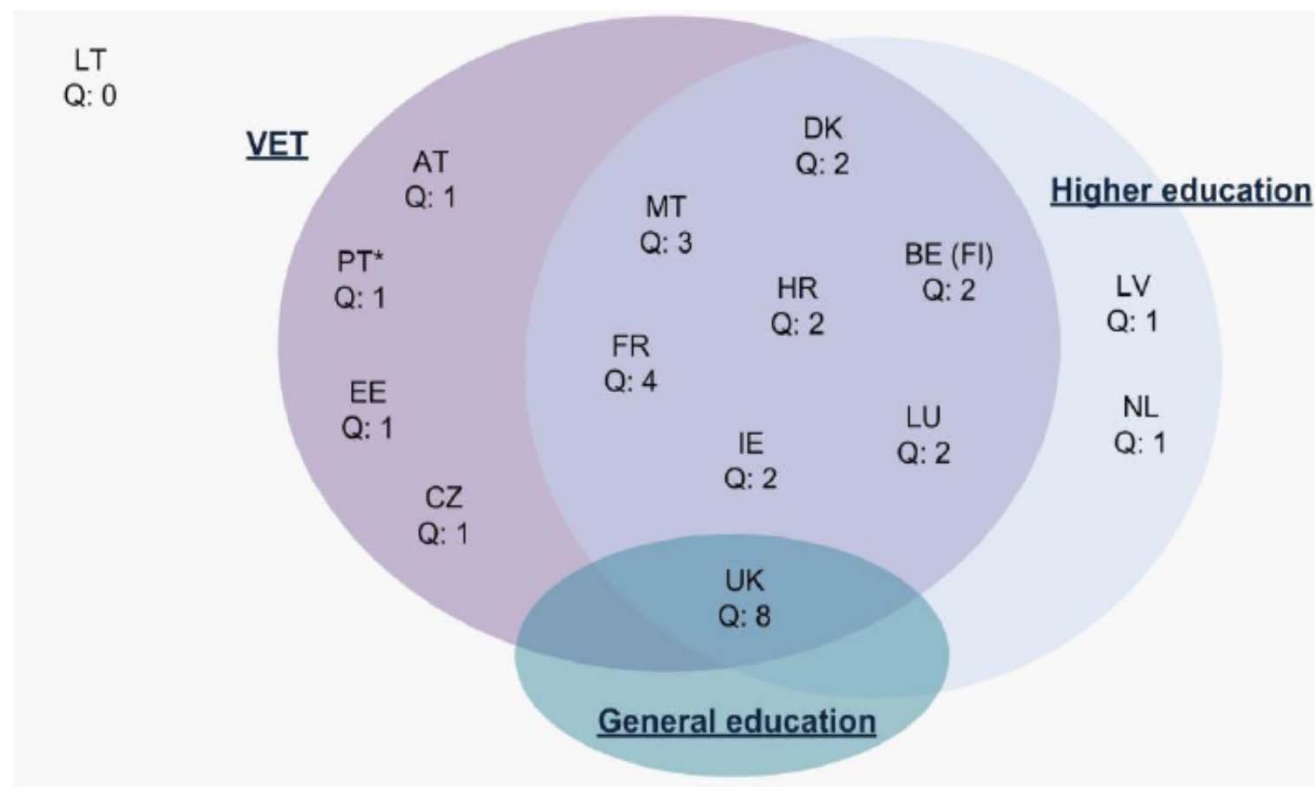 LT
Q: 0
VET
AT
Q: 1
PT*
Q: 1
EE
Q: 1
CZ
Q: 1
DK
Q: 2
MT
Q: 3
HR
Q: 2
BE (FI)
Q: 2
FR
Q: 4
IE
Q: 2
LU
Q: 2
UK
Q: 8
Higher education
LV
Q: 1
NL
Q: 1
General education